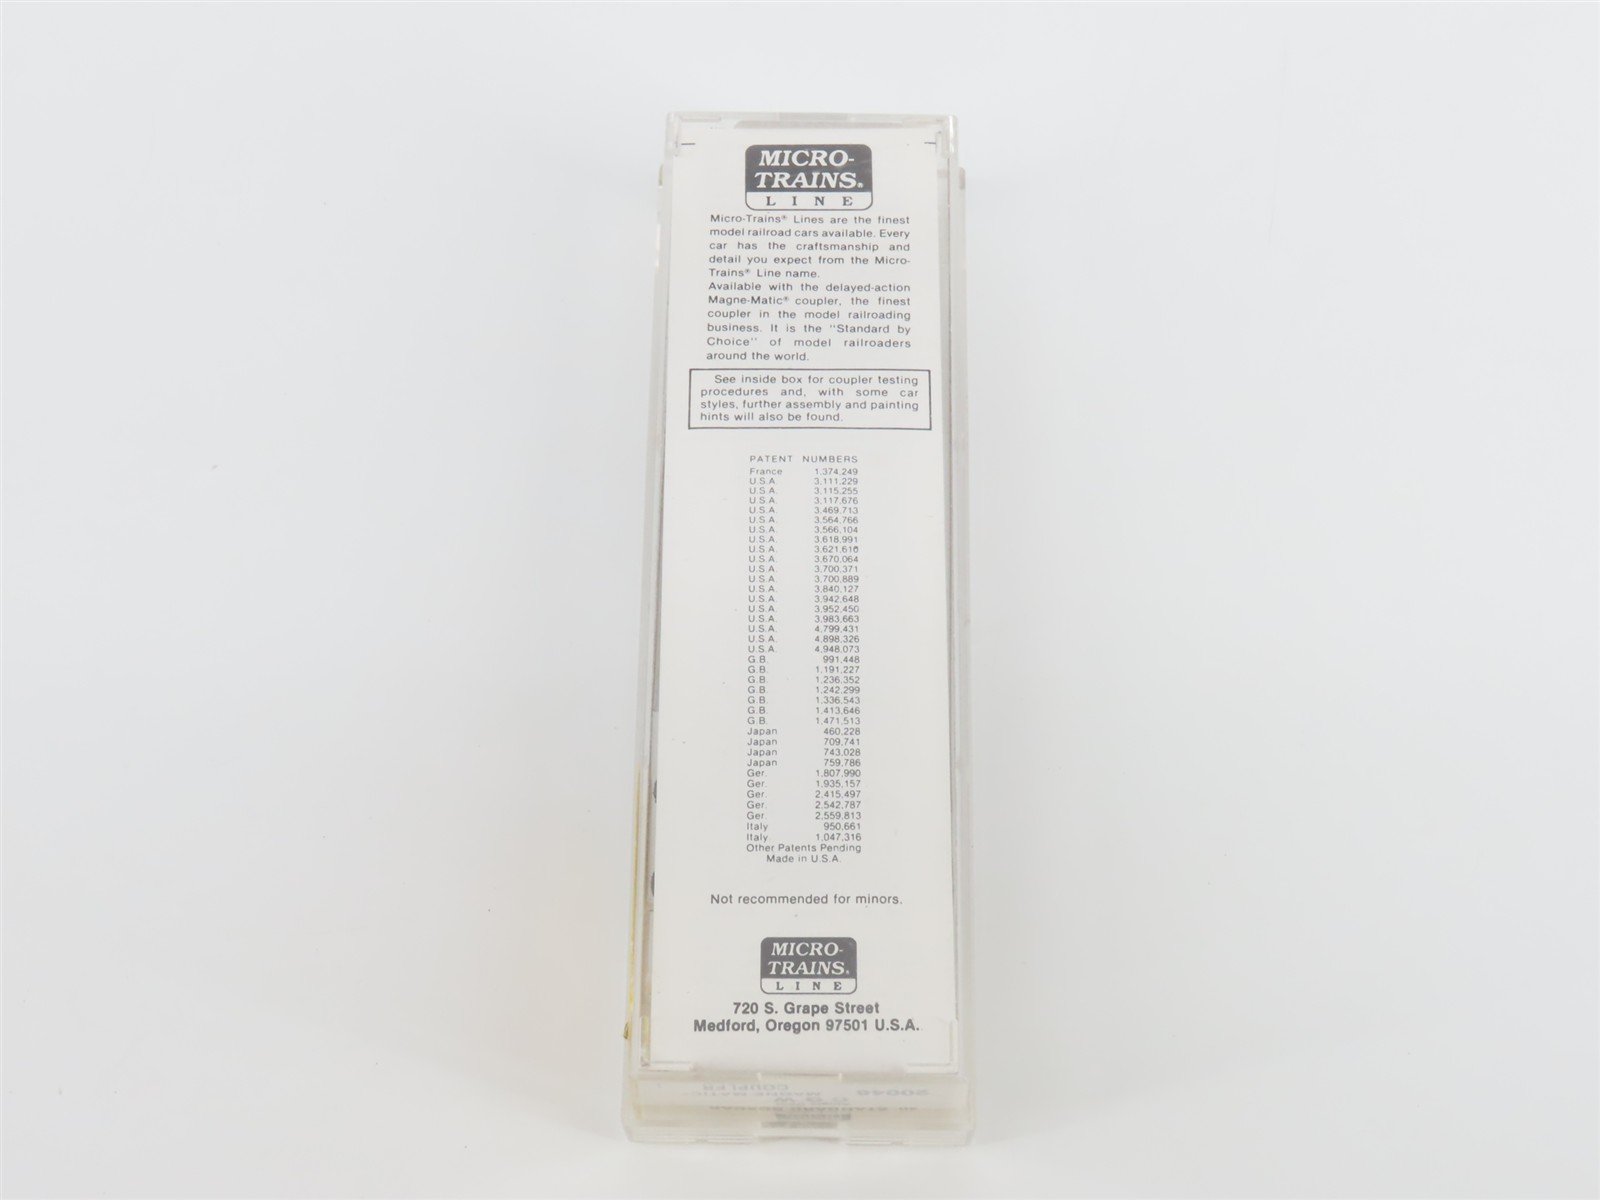 MICRO-
TRAINS®
LINE
Micro-Trains® Lines are the finest
model railroad cars available. Every
car has the craftsmanship and
detail you expect from the Micro-
Trains® Line name.
Available with the delayed-action
Magne-Matic® coupler, the finest
coupler in the model railroading
business. It is the "Standard by
Choice" of model railroaders
around the world.
See inside box for coupler testing
procedures and, with some car
styles, further assembly and painting
hints will also be found.
PATENT NUMBERS
France 1,374,249
U.S.A. 3,111,229
U.S.A. 3,115,255
U.S.A. 3,117,676
U.S.A. 3,469,713
U.S.A. 3,564,766
U.S.A. 3,566,104
U.S.A. 3,618,991
U.S.A. 3,621,610
U.S.A. 3,670,064
U.S.A. 3,700,371
U.S.A. 3,700,889
U.S.A. 3,840,127
U.S.A. 3,942,648
U.S.A. 3,952,450
U.S.A. 3,983,663
U.S.A. 4,799,431
U.S.A. 4,898,326
U.S.A. 4,948,073
G.B. 991,448
G.B. 1,191,227
G.B. 1,236,352
G.B. 1,242,299
G.B. 1,336,543
G.B. 1,413,646
G.B. 1,471,513
Japan 460,228
Japan 709,741
Japan 743,028
Japan 759,786
Ger. 1,807,990
Ger. 1,935,157
Ger. 2,415,497
Ger. 2,542,787
Ger. 2,559,813
Italy 950,661
Italy 1,047,316
Other Patents Pending
Made in U.S.A.
Not recommended for minors.
MICRO-
TRAINS®
LINE
720 S. Grape Street
Medford, Oregon 97501 U.S.A.
COUPLER
20046 MAGNE-MATIC